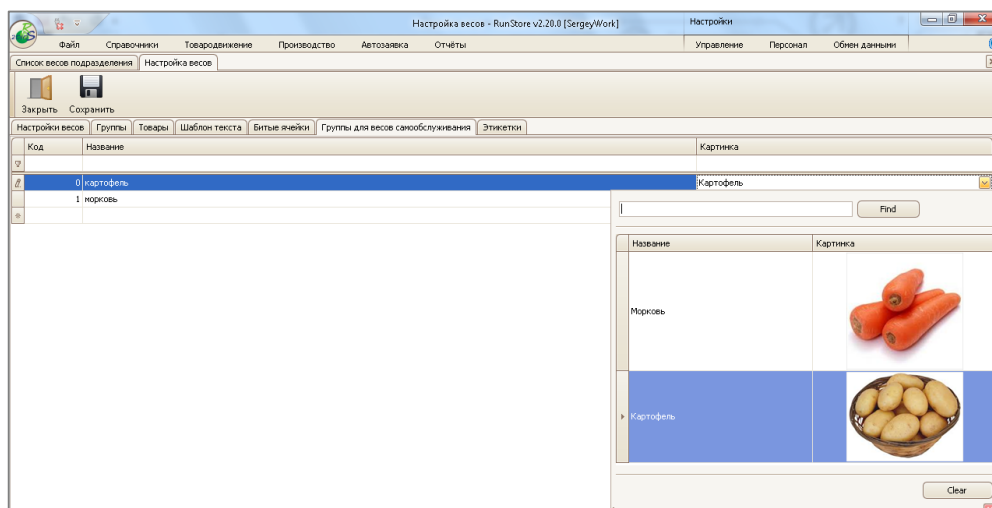 Настройка весов - RunStore v2.20.0 [SergeyWork] Настройки
Файл Справочники Товародвижение Производство Автозаявка Отчёты Управление Персонал Обмен данными
Список весов подразделения Настройка весов
Закрыть Сохранить
Настройки весов Группы Товары Шаблон текста Битые ячейки Группы для весов самообслуживания Этикетки
Код Название Картинка
0 картофель Картофель
1 морковь
Find
Название Картинка
Морковь
Картофель
Clear